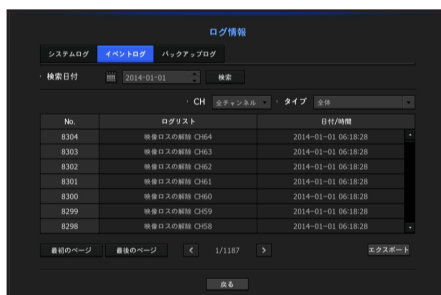 ログ情報
システムログ イベントログ バックアップログ
検索日付 2014-01-01 検索
CH 全チャンネル タイプ 全体
No. ログリスト 日付/時間
8304 映像ロスの解除 CH64 2014-01-01 06:18:28
8303 映像ロスの解除 CH63 2014-01-01 06:18:28
8302 映像ロスの解除 CH62 2014-01-01 06:18:28
8301 映像ロスの解除 CH61 2014-01-01 06:18:28
8300 映像ロスの解除 CH60 2014-01-01 06:18:28
8299 映像ロスの解除 CH59 2014-01-01 06:18:28
8298 映像ロスの解除 CH58 2014-01-01 06:18:28
最初のページ 最後のページ < 1/1187 > エクスポート
戻る